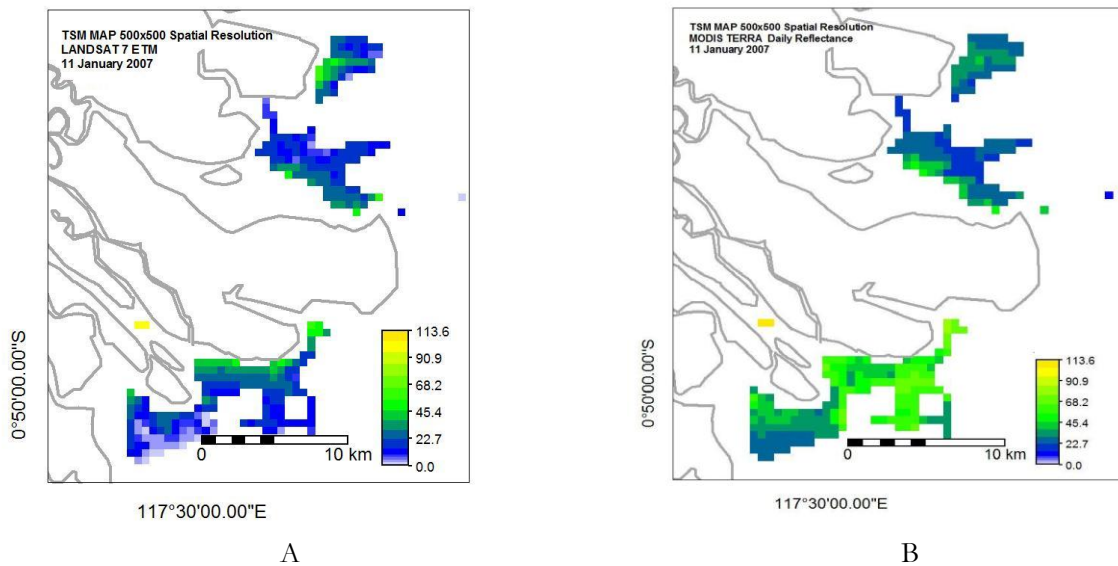 TSM MAP 500x500 Spatial Resolution
LANDSAT 7 ETM
11 January 2007
113.6
90.9
68.2
45.4
22.7
0.0
0
10 km
0°50'00.00"S
117°30'00.00"E
A
TSM MAP 500x500 Spatial Resolution
MODIS TERRA Daily Reflectance
11 January 2007
113.6
90.9
68.2
45.4
22.7
0.0
0
10 km
0°50'00.00"S
117°30'00.00"E
B